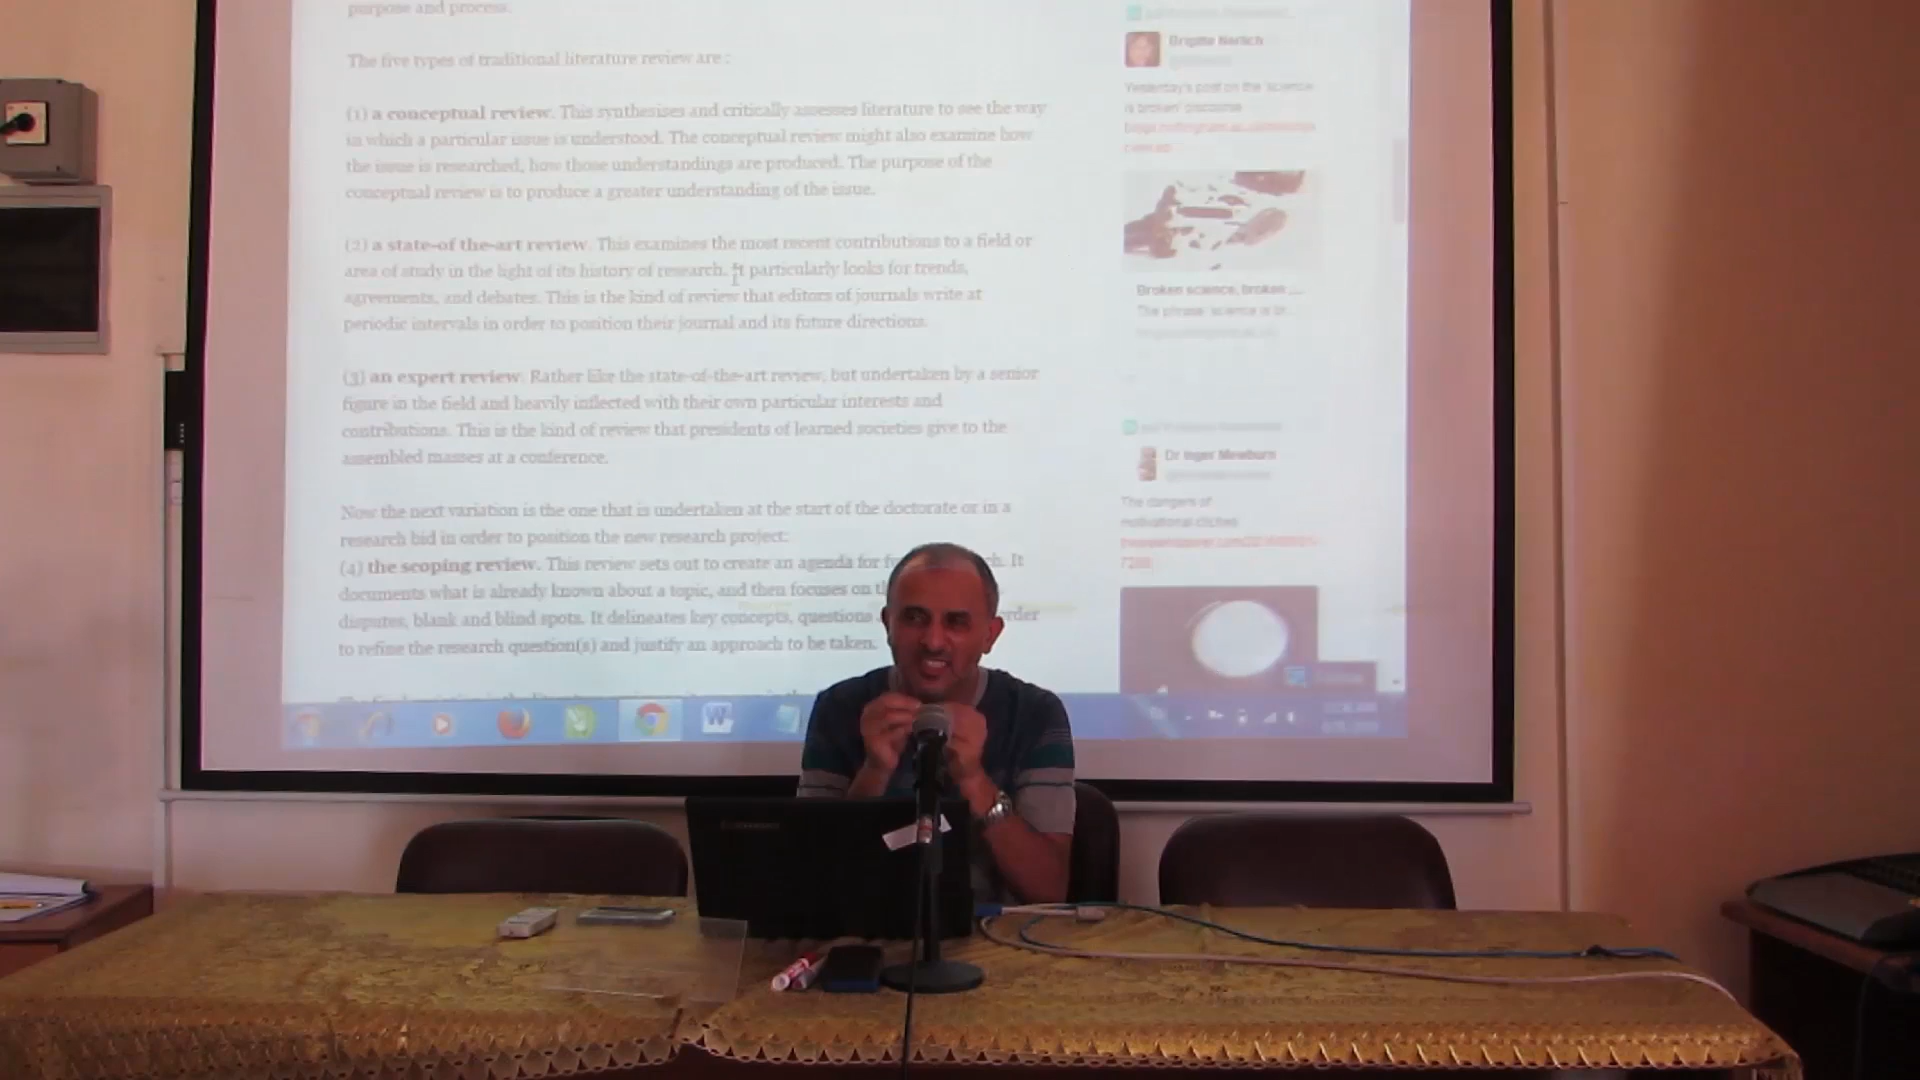 purpose and process.
The five types of traditional literature review are :
(1) a conceptual review. This synthesises and critically assesses literature to see the way
in which a particular issue is understood. The conceptual review might also examine how
the issue is researched, how those understandings are produced. The purpose of the
conceptual review is to produce a greater understanding of the issue.
(2) a state-of the-art review. This examines the most recent contributions to a field or
area of study in the light of its history of research. It particularly looks for trends,
agreements, and debates. This is the kind of review that editors of journals write at
periodic intervals in order to position their journal and its future directions.
(3) an expert review. Rather like the state-of-the-art review, but undertaken by a senior
figure in the field and heavily inflected with their own particular interests and
contributions. This is the kind of review that presidents of learned societies give to the
assembled masses at a conference.
Now the next variation is the one that is undertaken at the start of the doctorate or in a
research bid in order to position the new research project:
(4) the scoping review. This review sets out to create an agenda for It
documents what is already known about a topic, and then focuses on
disputes, blank and blind spots. It delineates key concepts, questions
to refine the research question(s) and justify an approach to be taken.
Brigitte Nerlich
Yesterday's post on the 'science
is broken' discourse
Broken science, broken ...
The phrase 'science is br...
Dr Inger Mewburn
The dangers of
motivational cliches
W